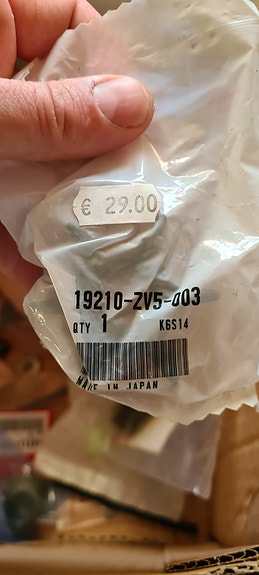 € 29.00
19210-ZV5-003
QTY 1 K6S14
MADE IN JAPAN